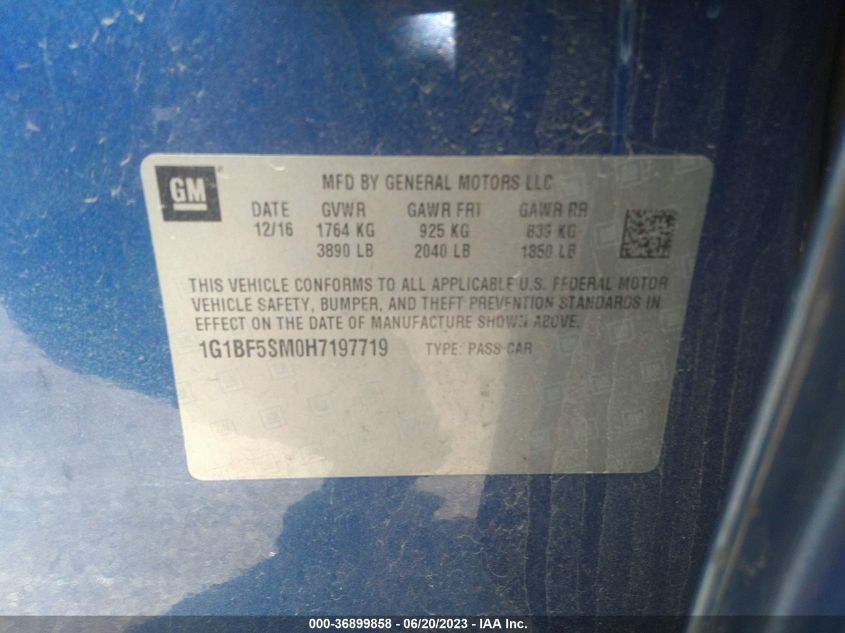 GM
MFD BY GENERAL MOTORS LLC
DATE GVWR GAWR FRT GAWR RR
12/16 1764 KG 925 KG 839 KG
3890 LB 2040 LB 1850 LB
THIS VEHICLE CONFORMS TO ALL APPLICABLE U.S. FEDERAL MOTOR
VEHICLE SAFETY, BUMPER, AND THEFT PREVENTION STANDARDS IN
EFFECT ON THE DATE OF MANUFACTURE SHOWN ABOVE.
1G1BF5SM0H7197719 TYPE: PASS CAR
000-36899858 - 06/20/2023 - IAA Inc.